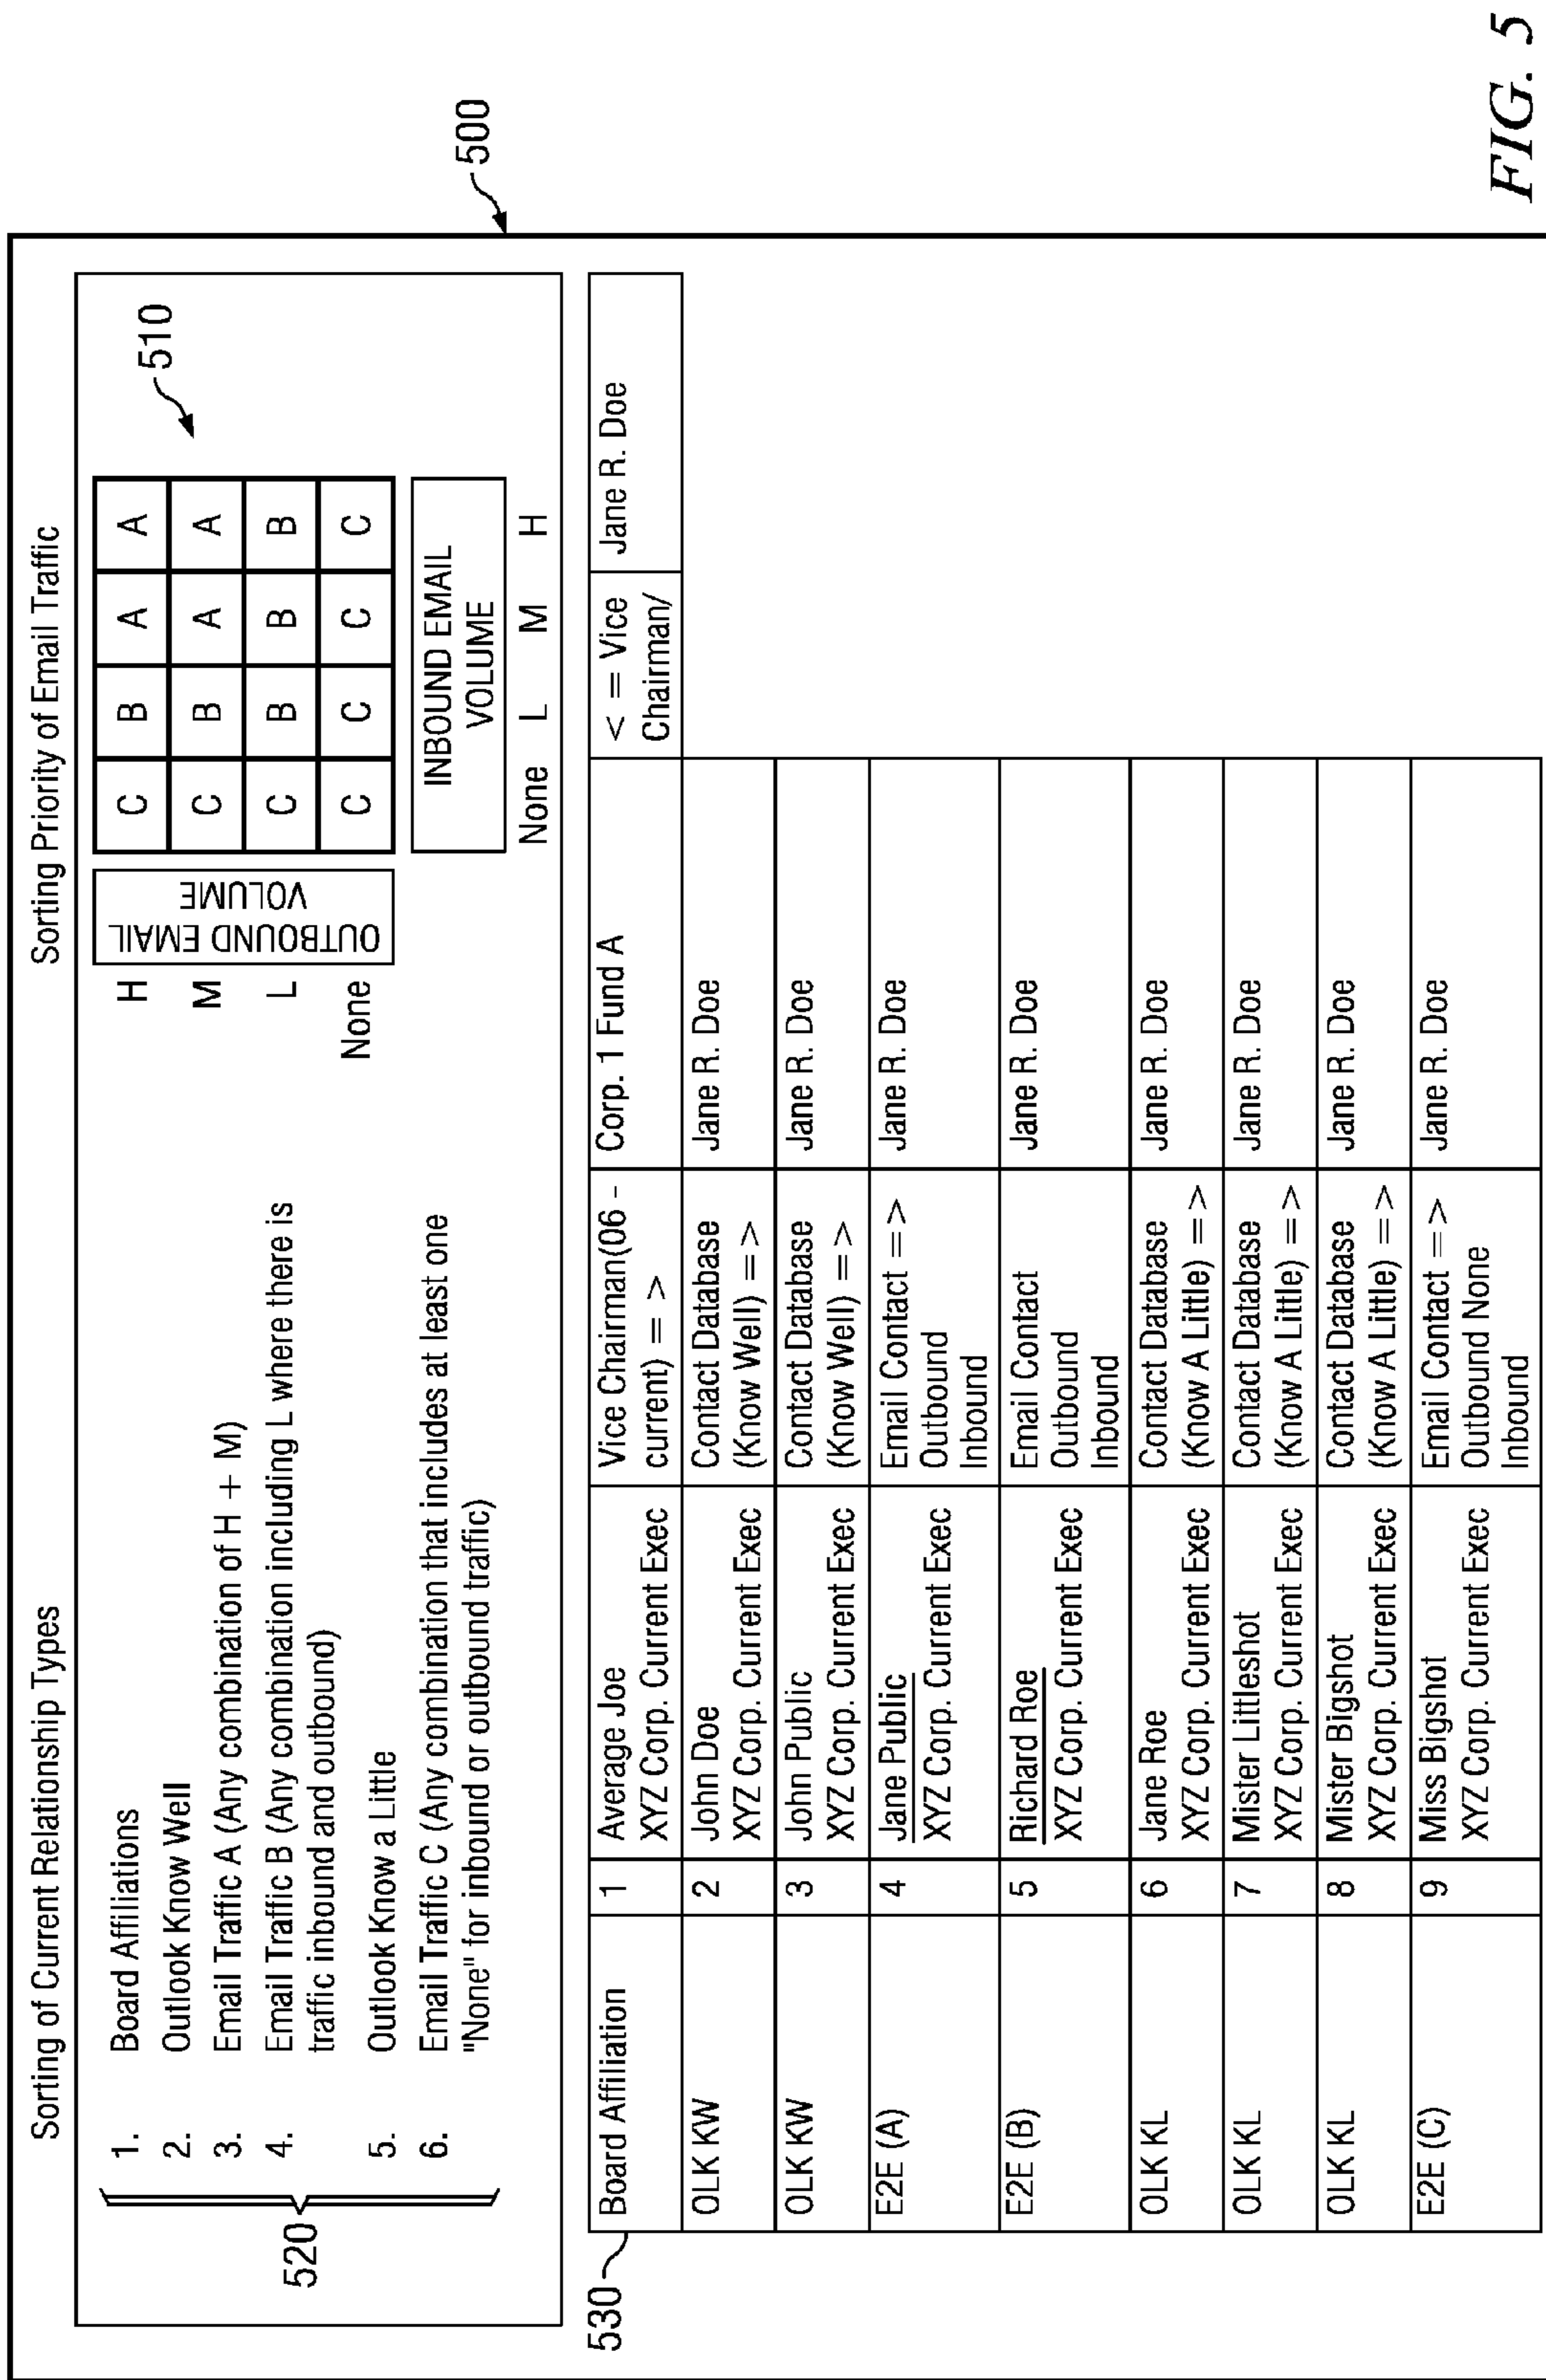 Sorting of Current Relationship Types
Sorting Priority of Email Traffic
520
1. Board Affiliations
2. Outlook Know Well
3. Email Traffic A (Any combination of H + M)
4. Email Traffic B (Any combination including L where there is
traffic inbound and outbound)
5. Outlook Know a Little
6. Email Traffic C (Any combination that includes at least one
"None" for inbound or outbound traffic)
H
M
L
None
OUTBOUND EMAIL
VOLUME
C B A A
C B A A
C B B B
C C C C
INBOUND EMAIL
VOLUME
None L M H
510
500
530
Board Affiliation 1 Average Joe Vice Chairman(06 - Corp. 1 Fund A < = Vice Jane R. Doe
XYZ Corp. Current Exec current) = > Chairman/
OLK KW 2 John Doe Contact Database Jane R. Doe
XYZ Corp. Current Exec (Know Well) = >
OLK KW 3 John Public Contact Database Jane R. Doe
XYZ Corp. Current Exec (Know Well) = >
E2E (A) 4 Jane Public Email Contact = > Jane R. Doe
XYZ Corp. Current Exec Outbound
Inbound
E2E (B) 5 Richard Roe Email Contact Jane R. Doe
XYZ Corp. Current Exec Outbound
Inbound
OLK KL 6 Jane Roe Contact Database Jane R. Doe
XYZ Corp. Current Exec (Know A Little) = >
OLK KL 7 Mister Littleshot Contact Database Jane R. Doe
XYZ Corp. Current Exec (Know A Little) = >
OLK KL 8 Mister Bigshot Contact Database Jane R. Doe
XYZ Corp. Current Exec (Know A Little) = >
E2E (C) 9 Miss Bigshot Email Contact = > Jane R. Doe
XYZ Corp. Current Exec Outbound None
Inbound
FIG. 5